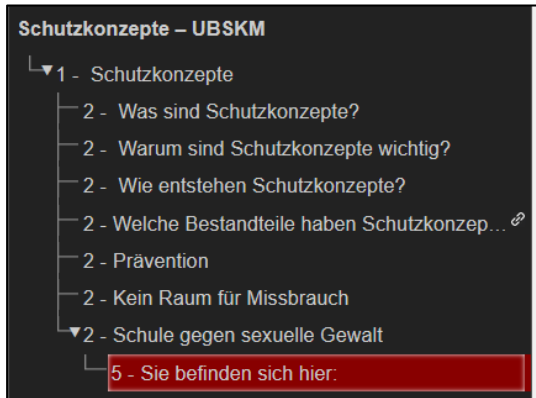 Schutzkonzepte – UBSKM
1 - Schutzkonzepte
2 - Was sind Schutzkonzepte?
2 - Warum sind Schutzkonzepte wichtig?
2 - Wie entstehen Schutzkonzepte?
2 - Welche Bestandteile haben Schutzkonzep...
2 - Prävention
2 - Kein Raum für Missbrauch
2 - Schule gegen sexuelle Gewalt
5 - Sie befinden sich hier: